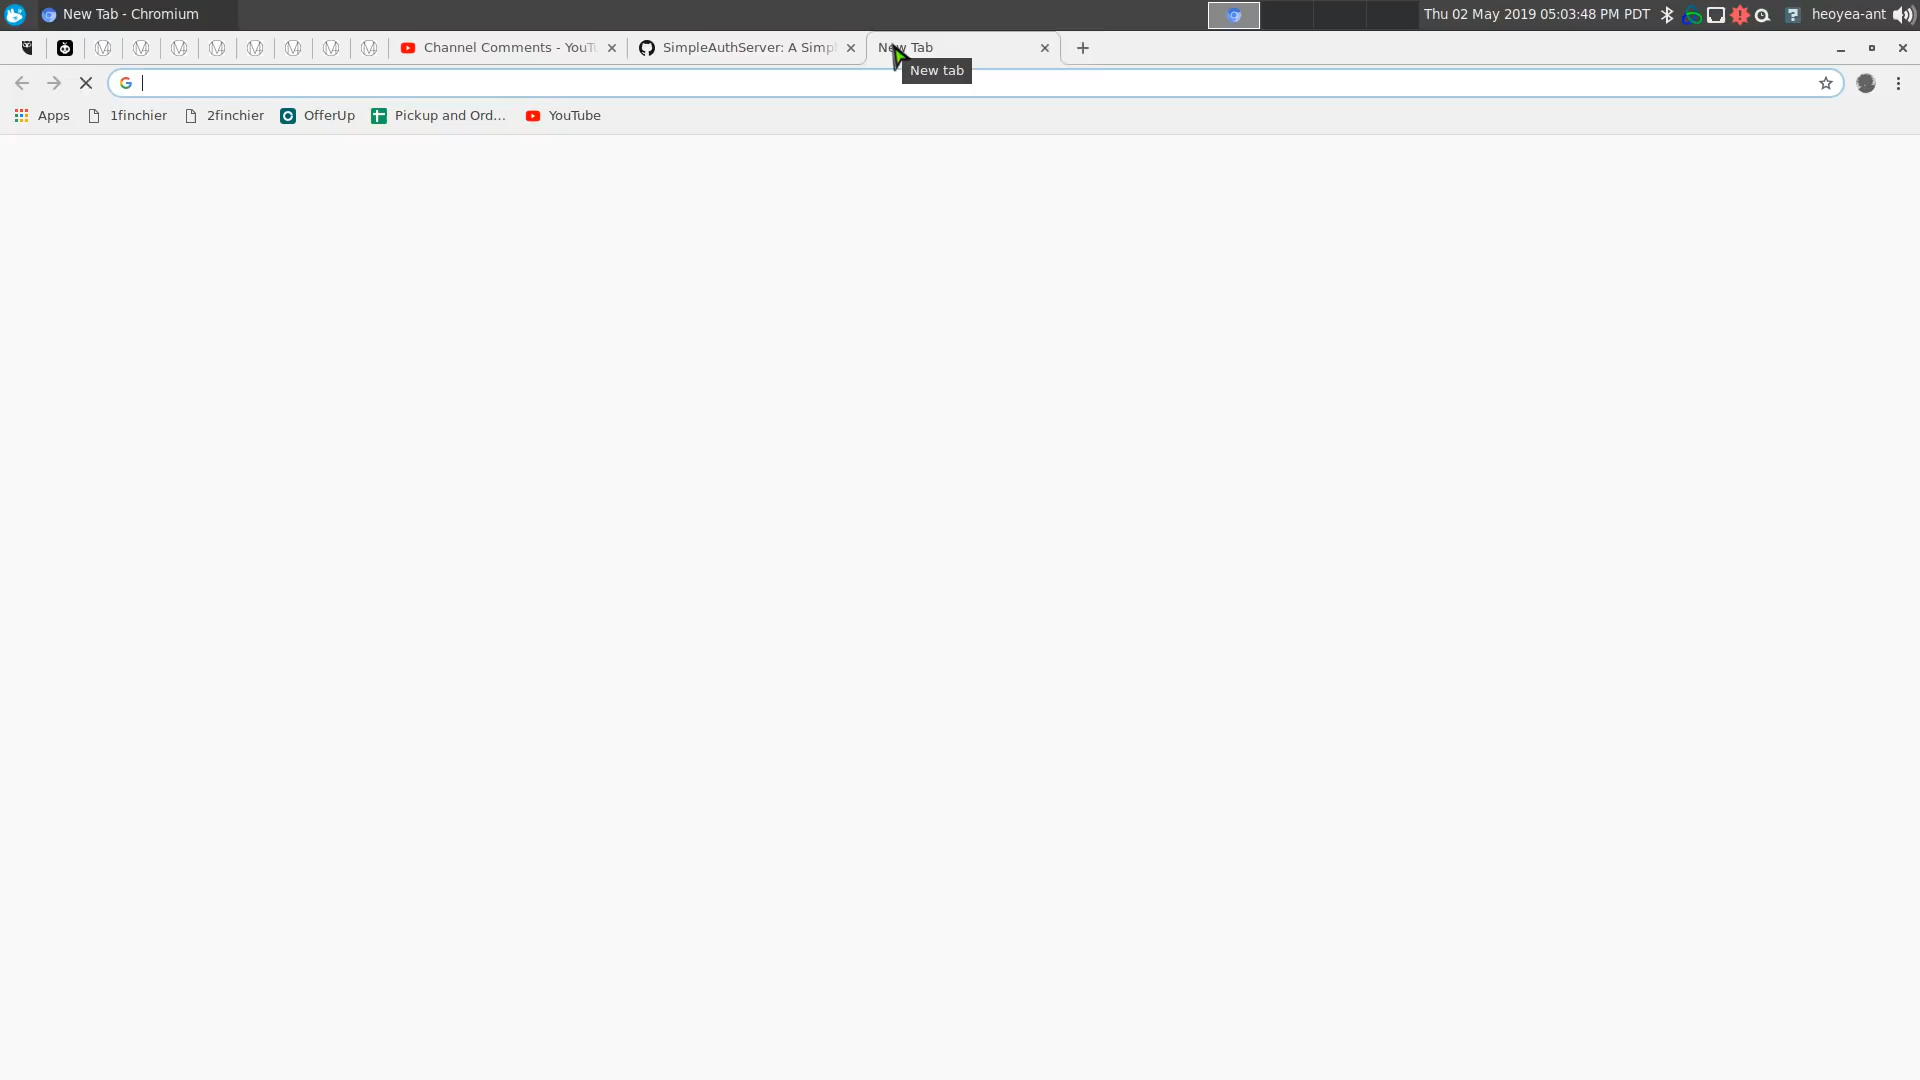 New Tab - Chromium
Thu 02 May 2019 05:03:48 PM PDT
heoyea-ant
Channel Comments - YouTu
SimpleAuthServer: A Simpl
New Tab
New tab
Apps
1finchier
2finchier
OfferUp
Pickup and Ord...
YouTube